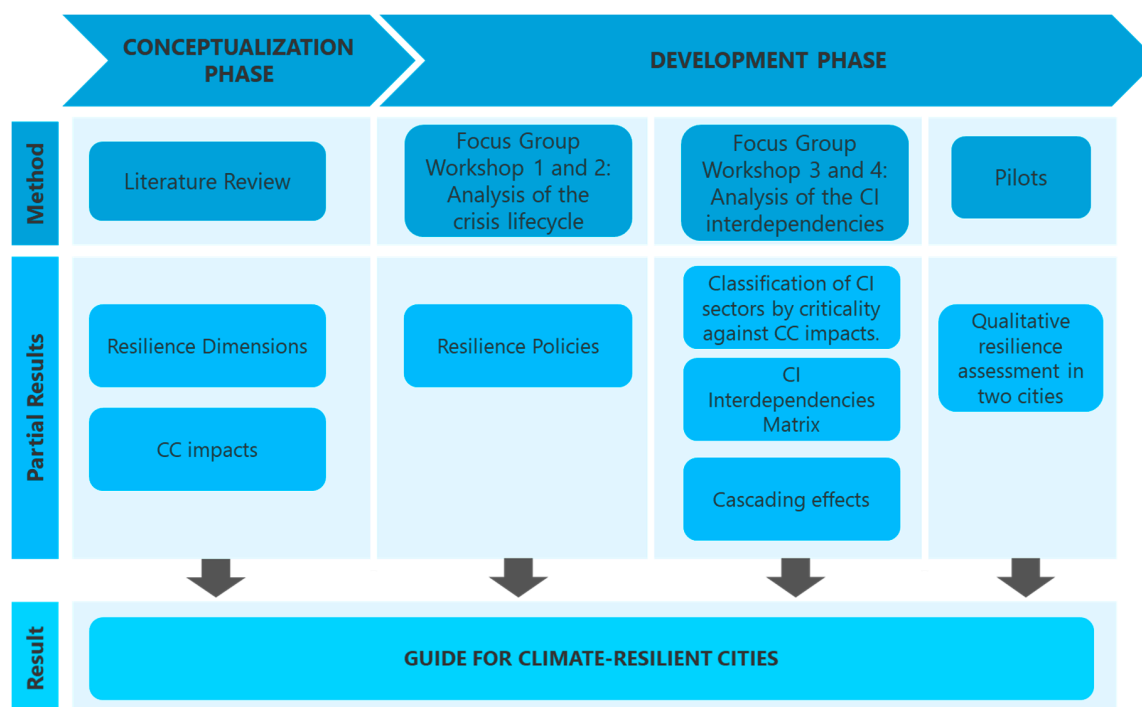 CONCEPTUALIZATION
PHASE
DEVELOPMENT PHASE
Method
Literature Review
Focus Group
Workshop 1 and 2:
Analysis of the
crisis lifecycle
Focus Group
Workshop 3 and 4:
Analysis of the CI
interdependencies
Pilots
Partial Results
Resilience Dimensions
CC impacts
Resilience Policies
Classification of CI
sectors by criticality
against CC impacts.
CI
Interdependencies
Matrix
Cascading effects
Qualitative
resilience
assessment in
two cities
Result
GUIDE FOR CLIMATE-RESILIENT CITIES